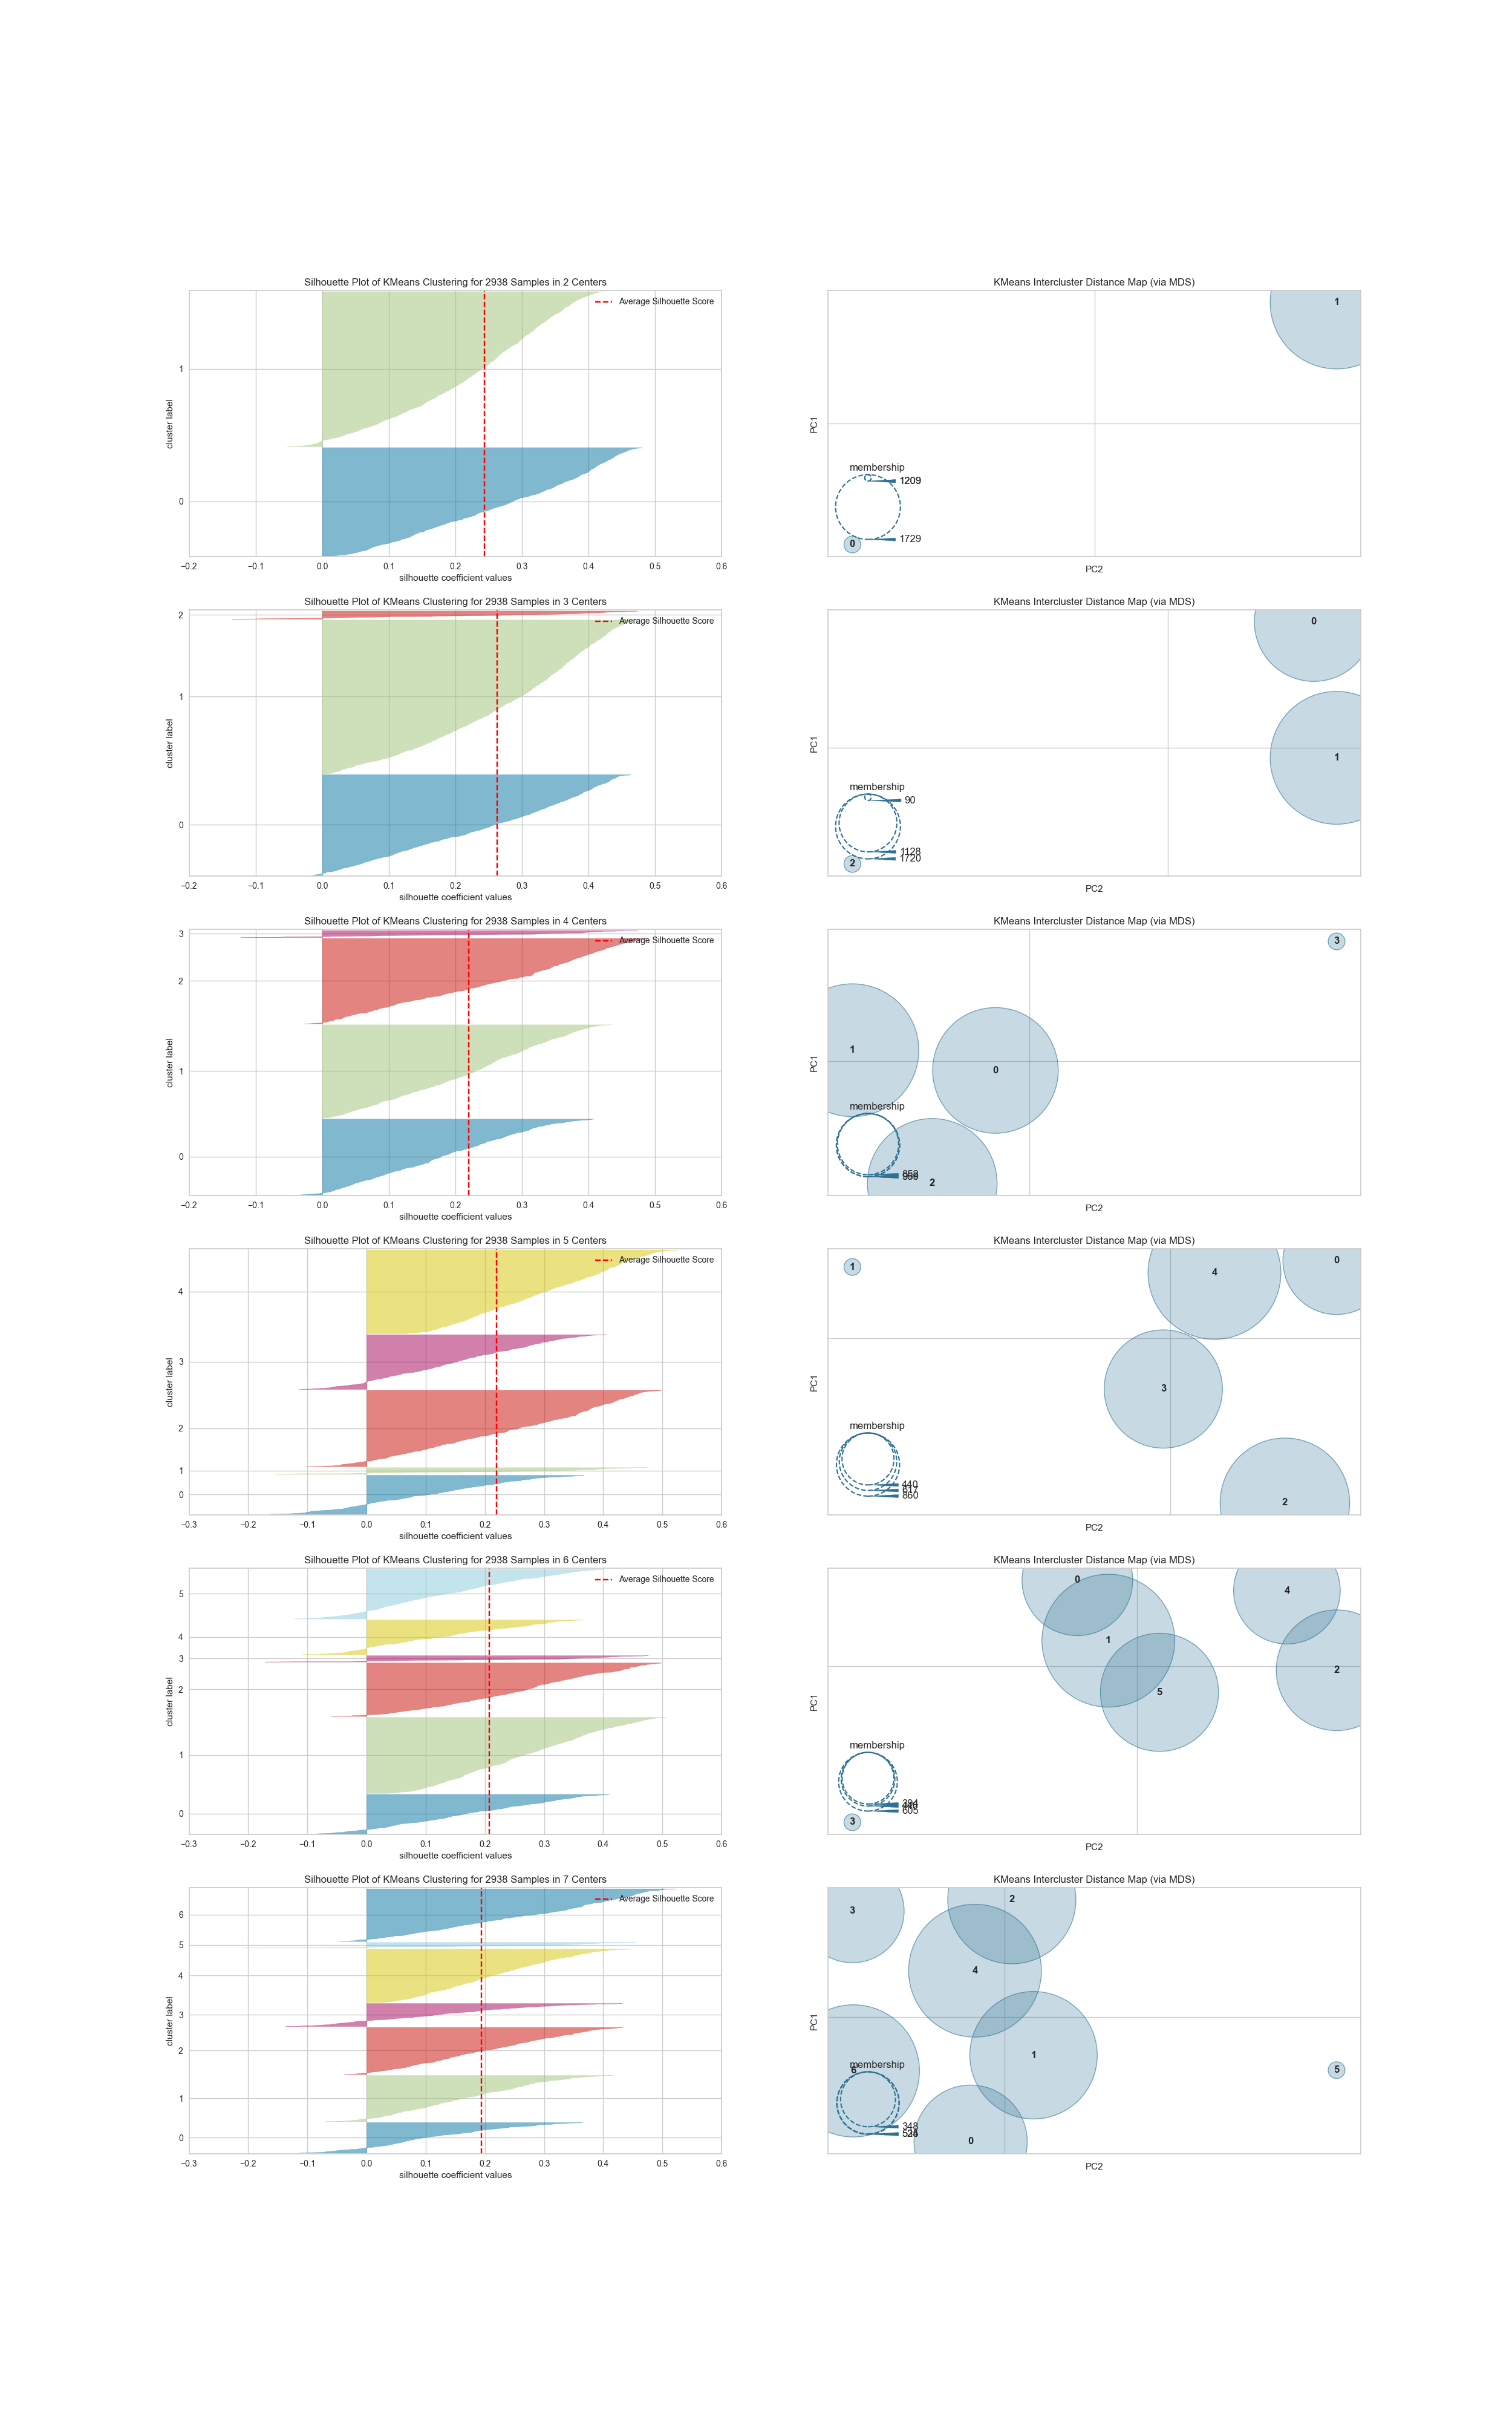 Silhouette Plot of KMeans Clustering for 2938 Samples in 2 Centers
Average Silhouette Score
1
0
cluster label
−0.2 −0.1 0.0 0.1 0.2 0.3 0.4 0.5 0.6
silhouette coefficient values
KMeans Intercluster Distance Map (via MDS)
1
PC1
membership
1209
1729
0
PC2
Silhouette Plot of KMeans Clustering for 2938 Samples in 3 Centers
Average Silhouette Score
2
1
0
cluster label
−0.2 −0.1 0.0 0.1 0.2 0.3 0.4 0.5 0.6
silhouette coefficient values
KMeans Intercluster Distance Map (via MDS)
0
1
PC1
membership
90
1128
1720
2
PC2
Silhouette Plot of KMeans Clustering for 2938 Samples in 4 Centers
Average Silhouette Score
3
2
1
0
cluster label
−0.2 −0.1 0.0 0.1 0.2 0.3 0.4 0.5 0.6
silhouette coefficient values
KMeans Intercluster Distance Map (via MDS)
3
1
0
PC1
membership
2
PC2
Silhouette Plot of KMeans Clustering for 2938 Samples in 5 Centers
Average Silhouette Score
4
3
2
1
0
cluster label
−0.3 −0.2 −0.1 0.0 0.1 0.2 0.3 0.4 0.5 0.6
silhouette coefficient values
KMeans Intercluster Distance Map (via MDS)
1
0
4
3
PC1
membership
440
617
860
2
PC2
Silhouette Plot of KMeans Clustering for 2938 Samples in 6 Centers
Average Silhouette Score
5
4
3
2
1
0
cluster label
−0.3 −0.2 −0.1 0.0 0.1 0.2 0.3 0.4 0.5 0.6
silhouette coefficient values
KMeans Intercluster Distance Map (via MDS)
0
4
1
2
5
PC1
membership
605
3
PC2
Silhouette Plot of KMeans Clustering for 2938 Samples in 7 Centers
Average Silhouette Score
6
5
4
3
2
1
0
cluster label
−0.3 −0.2 −0.1 0.0 0.1 0.2 0.3 0.4 0.5 0.6
silhouette coefficient values
KMeans Intercluster Distance Map (via MDS)
2
3
4
PC1
1
membership
6
5
348
0
PC2